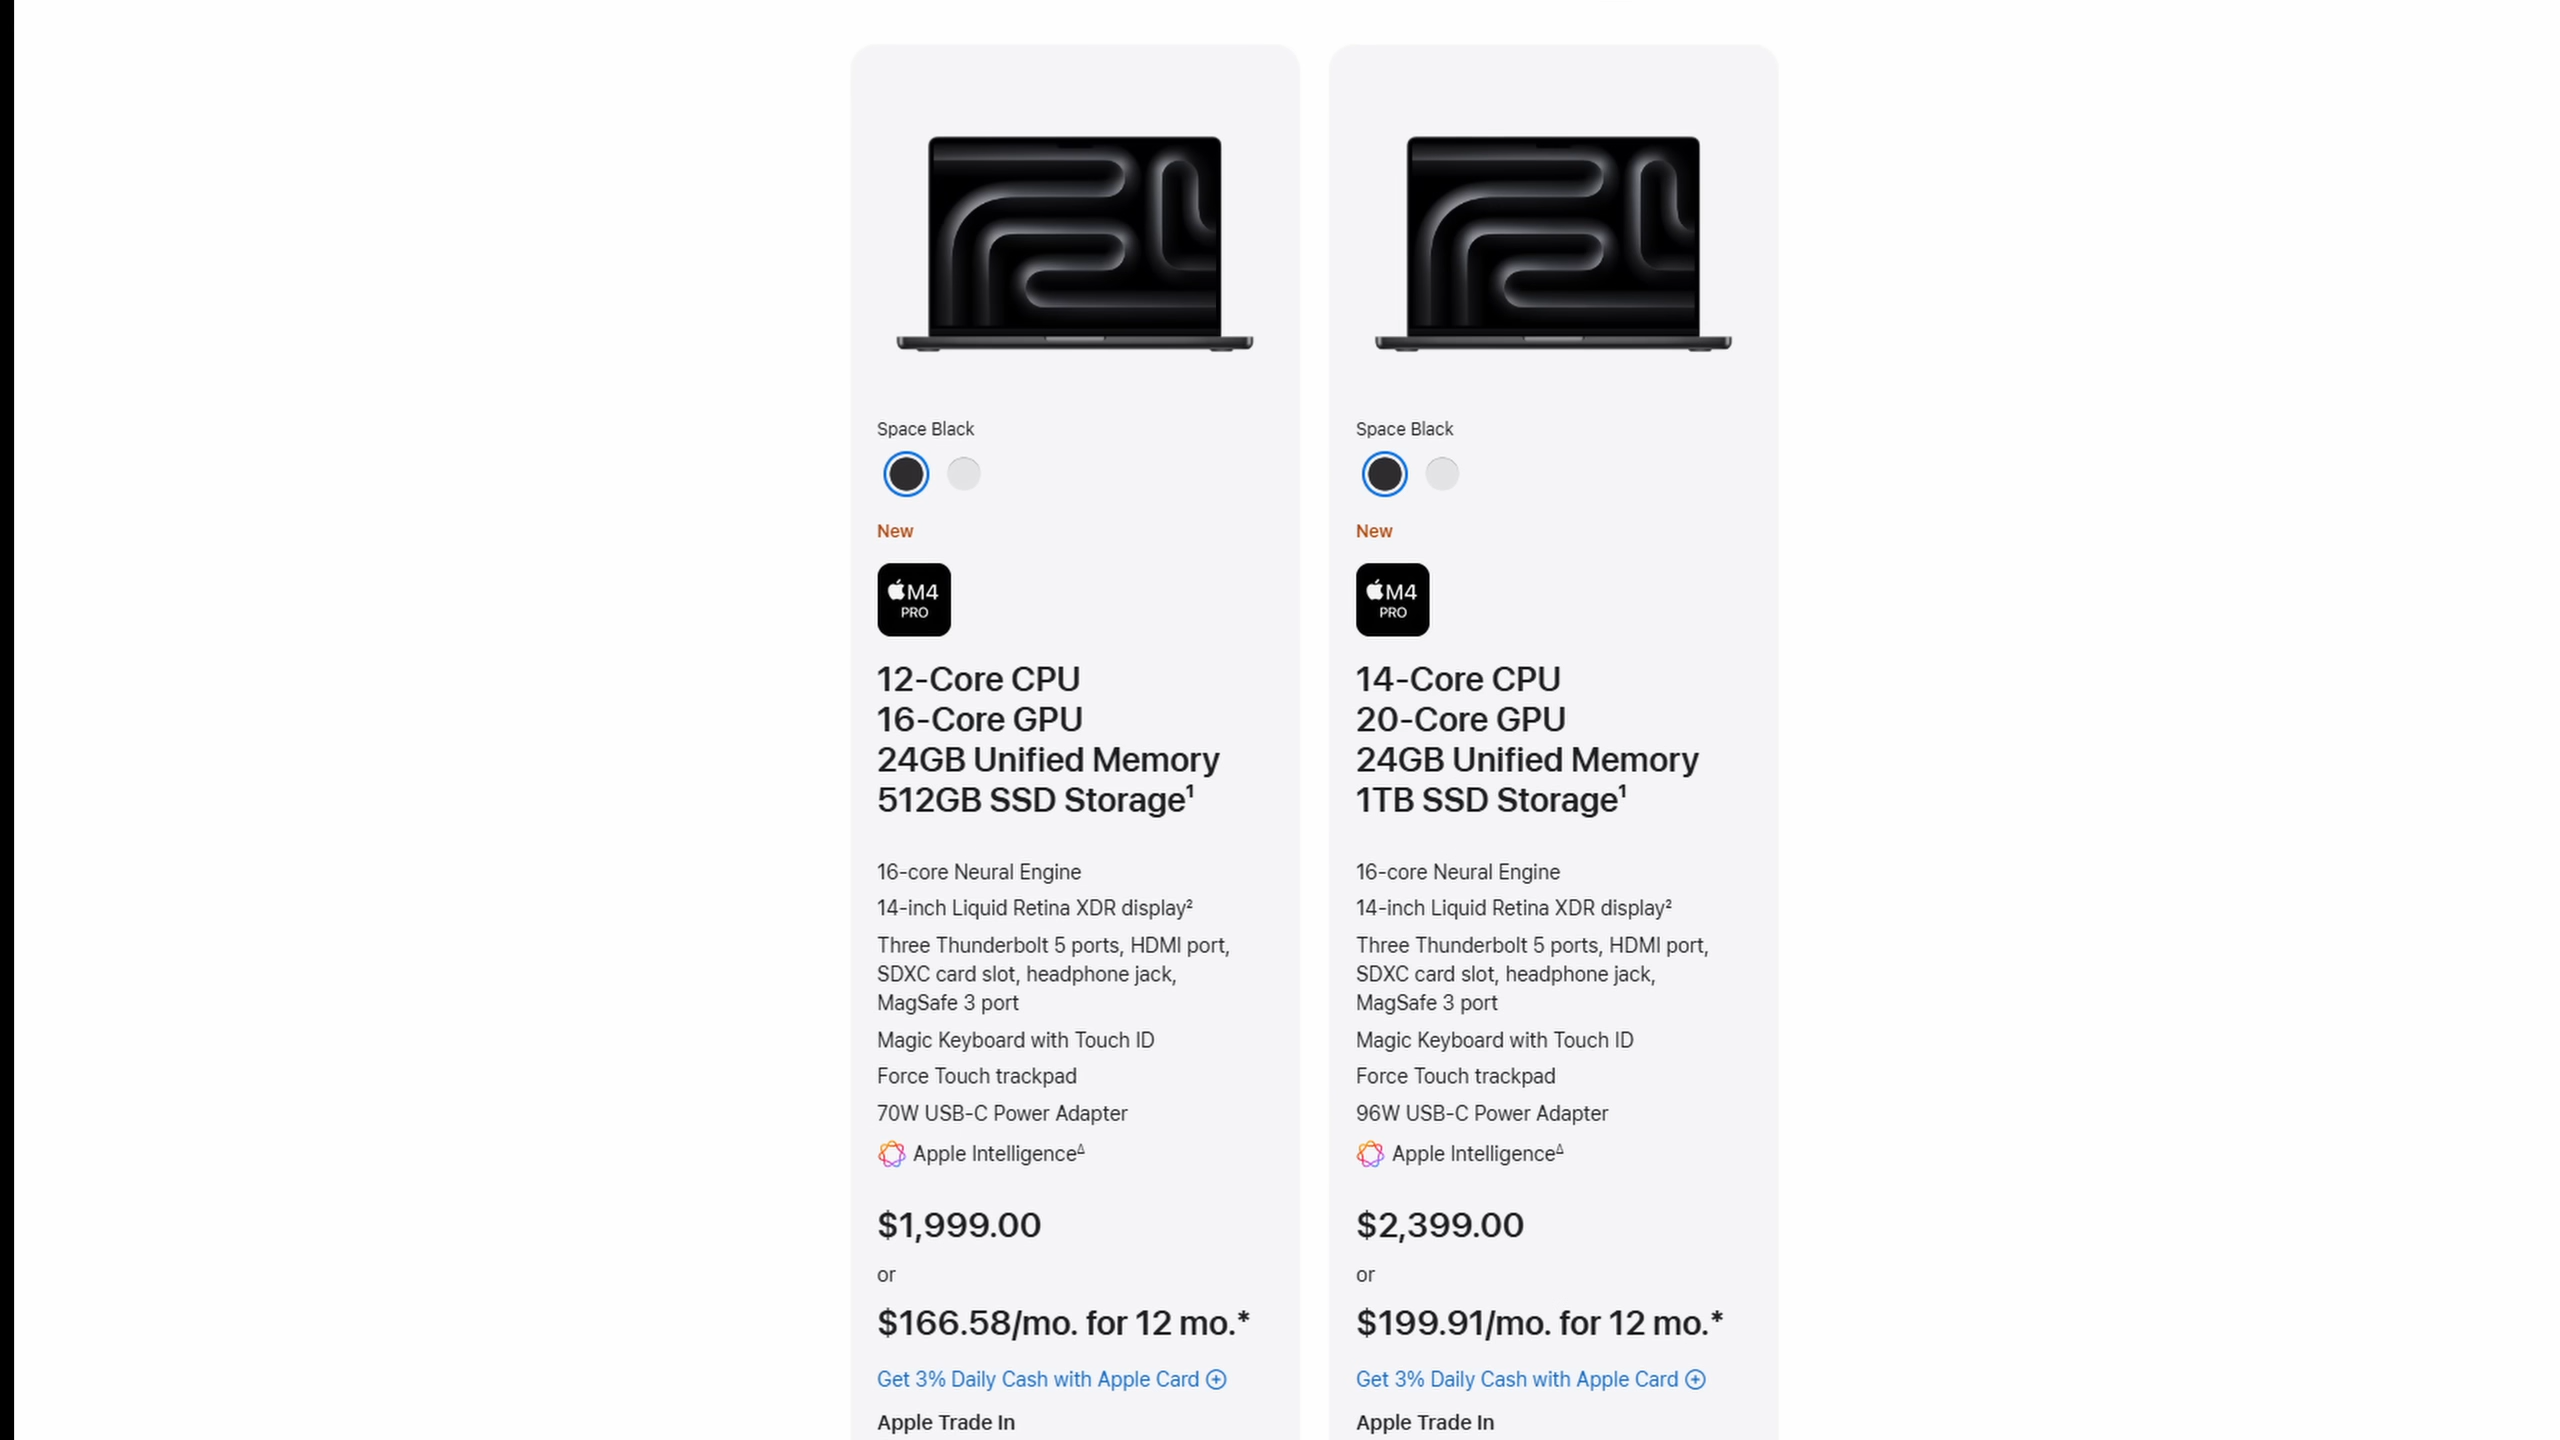 Space Black
New
M4
PRO
12-Core CPU
16-Core GPU
24GB Unified Memory
512GB SSD Storage¹
16-core Neural Engine
14-inch Liquid Retina XDR display²
Three Thunderbolt 5 ports, HDMI port,
SDXC card slot, headphone jack,
MagSafe 3 port
Magic Keyboard with Touch ID
Force Touch trackpad
70W USB-C Power Adapter
Apple Intelligence∆
$1,999.00
or
$166.58/mo. for 12 mo.*
Get 3% Daily Cash with Apple Card
Apple Trade In
Space Black
New
M4
PRO
14-Core CPU
20-Core GPU
24GB Unified Memory
1TB SSD Storage¹
16-core Neural Engine
14-inch Liquid Retina XDR display²
Three Thunderbolt 5 ports, HDMI port,
SDXC card slot, headphone jack,
MagSafe 3 port
Magic Keyboard with Touch ID
Force Touch trackpad
96W USB-C Power Adapter
Apple Intelligence∆
$2,399.00
or
$199.91/mo. for 12 mo.*
Get 3% Daily Cash with Apple Card
Apple Trade In